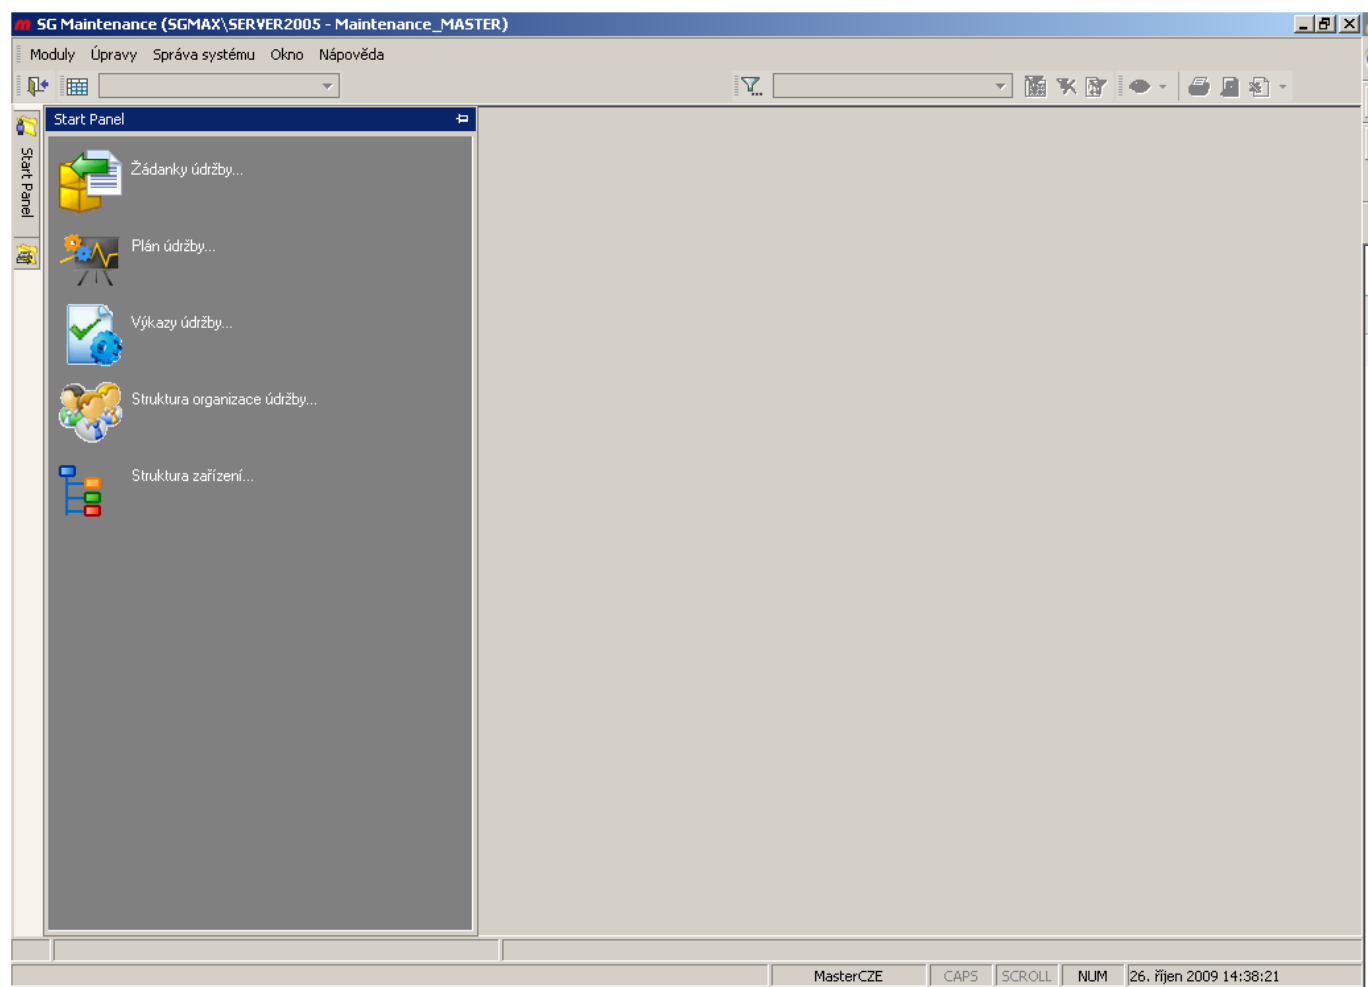 SG Maintenance (SGMAX\SERVER2005 - Maintenance_MASTER)
Moduly Úpravy Správa systému Okno Nápověda
Start Panel
Start Panel
Žádanky údržby...
Plán údržby...
Výkazy údržby...
Struktura organizace údržby...
Struktura zařízení...
MasterCZE CAPS SCROLL NUM 26. říjen 2009 14:38:21